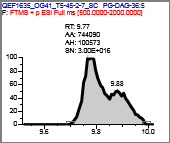 QEF1635_OG41_T5-45-2-7_SC PG-DAG-36:5
F: FTMS + p ESI Full ms [500.0000-2000.0000]
RT: 9.77
AA: 744090
AH: 100573
SN: 3.00E+016
100
80
60
40
20
0
9.88
9.6
9.8
10.0